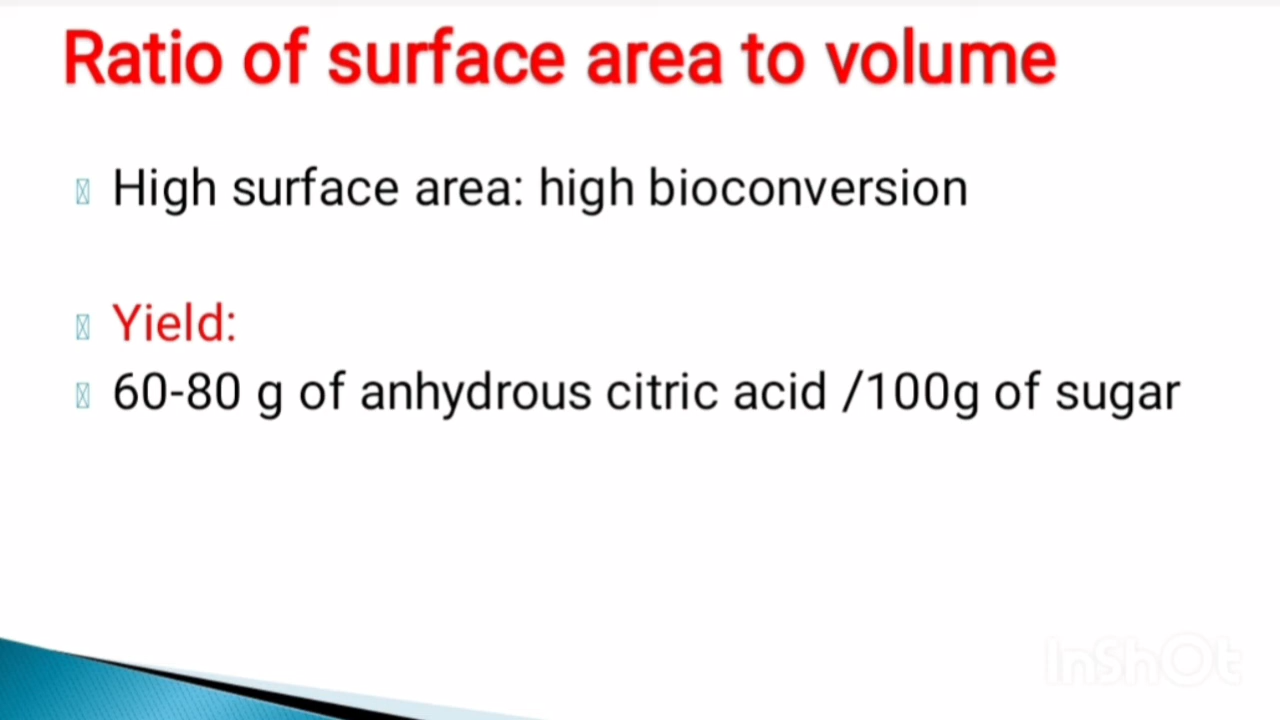 Ratio of surface area to volume
High surface area: high bioconversion
Yield:
60-80 g of anhydrous citric acid /100g of sugar
InShOt